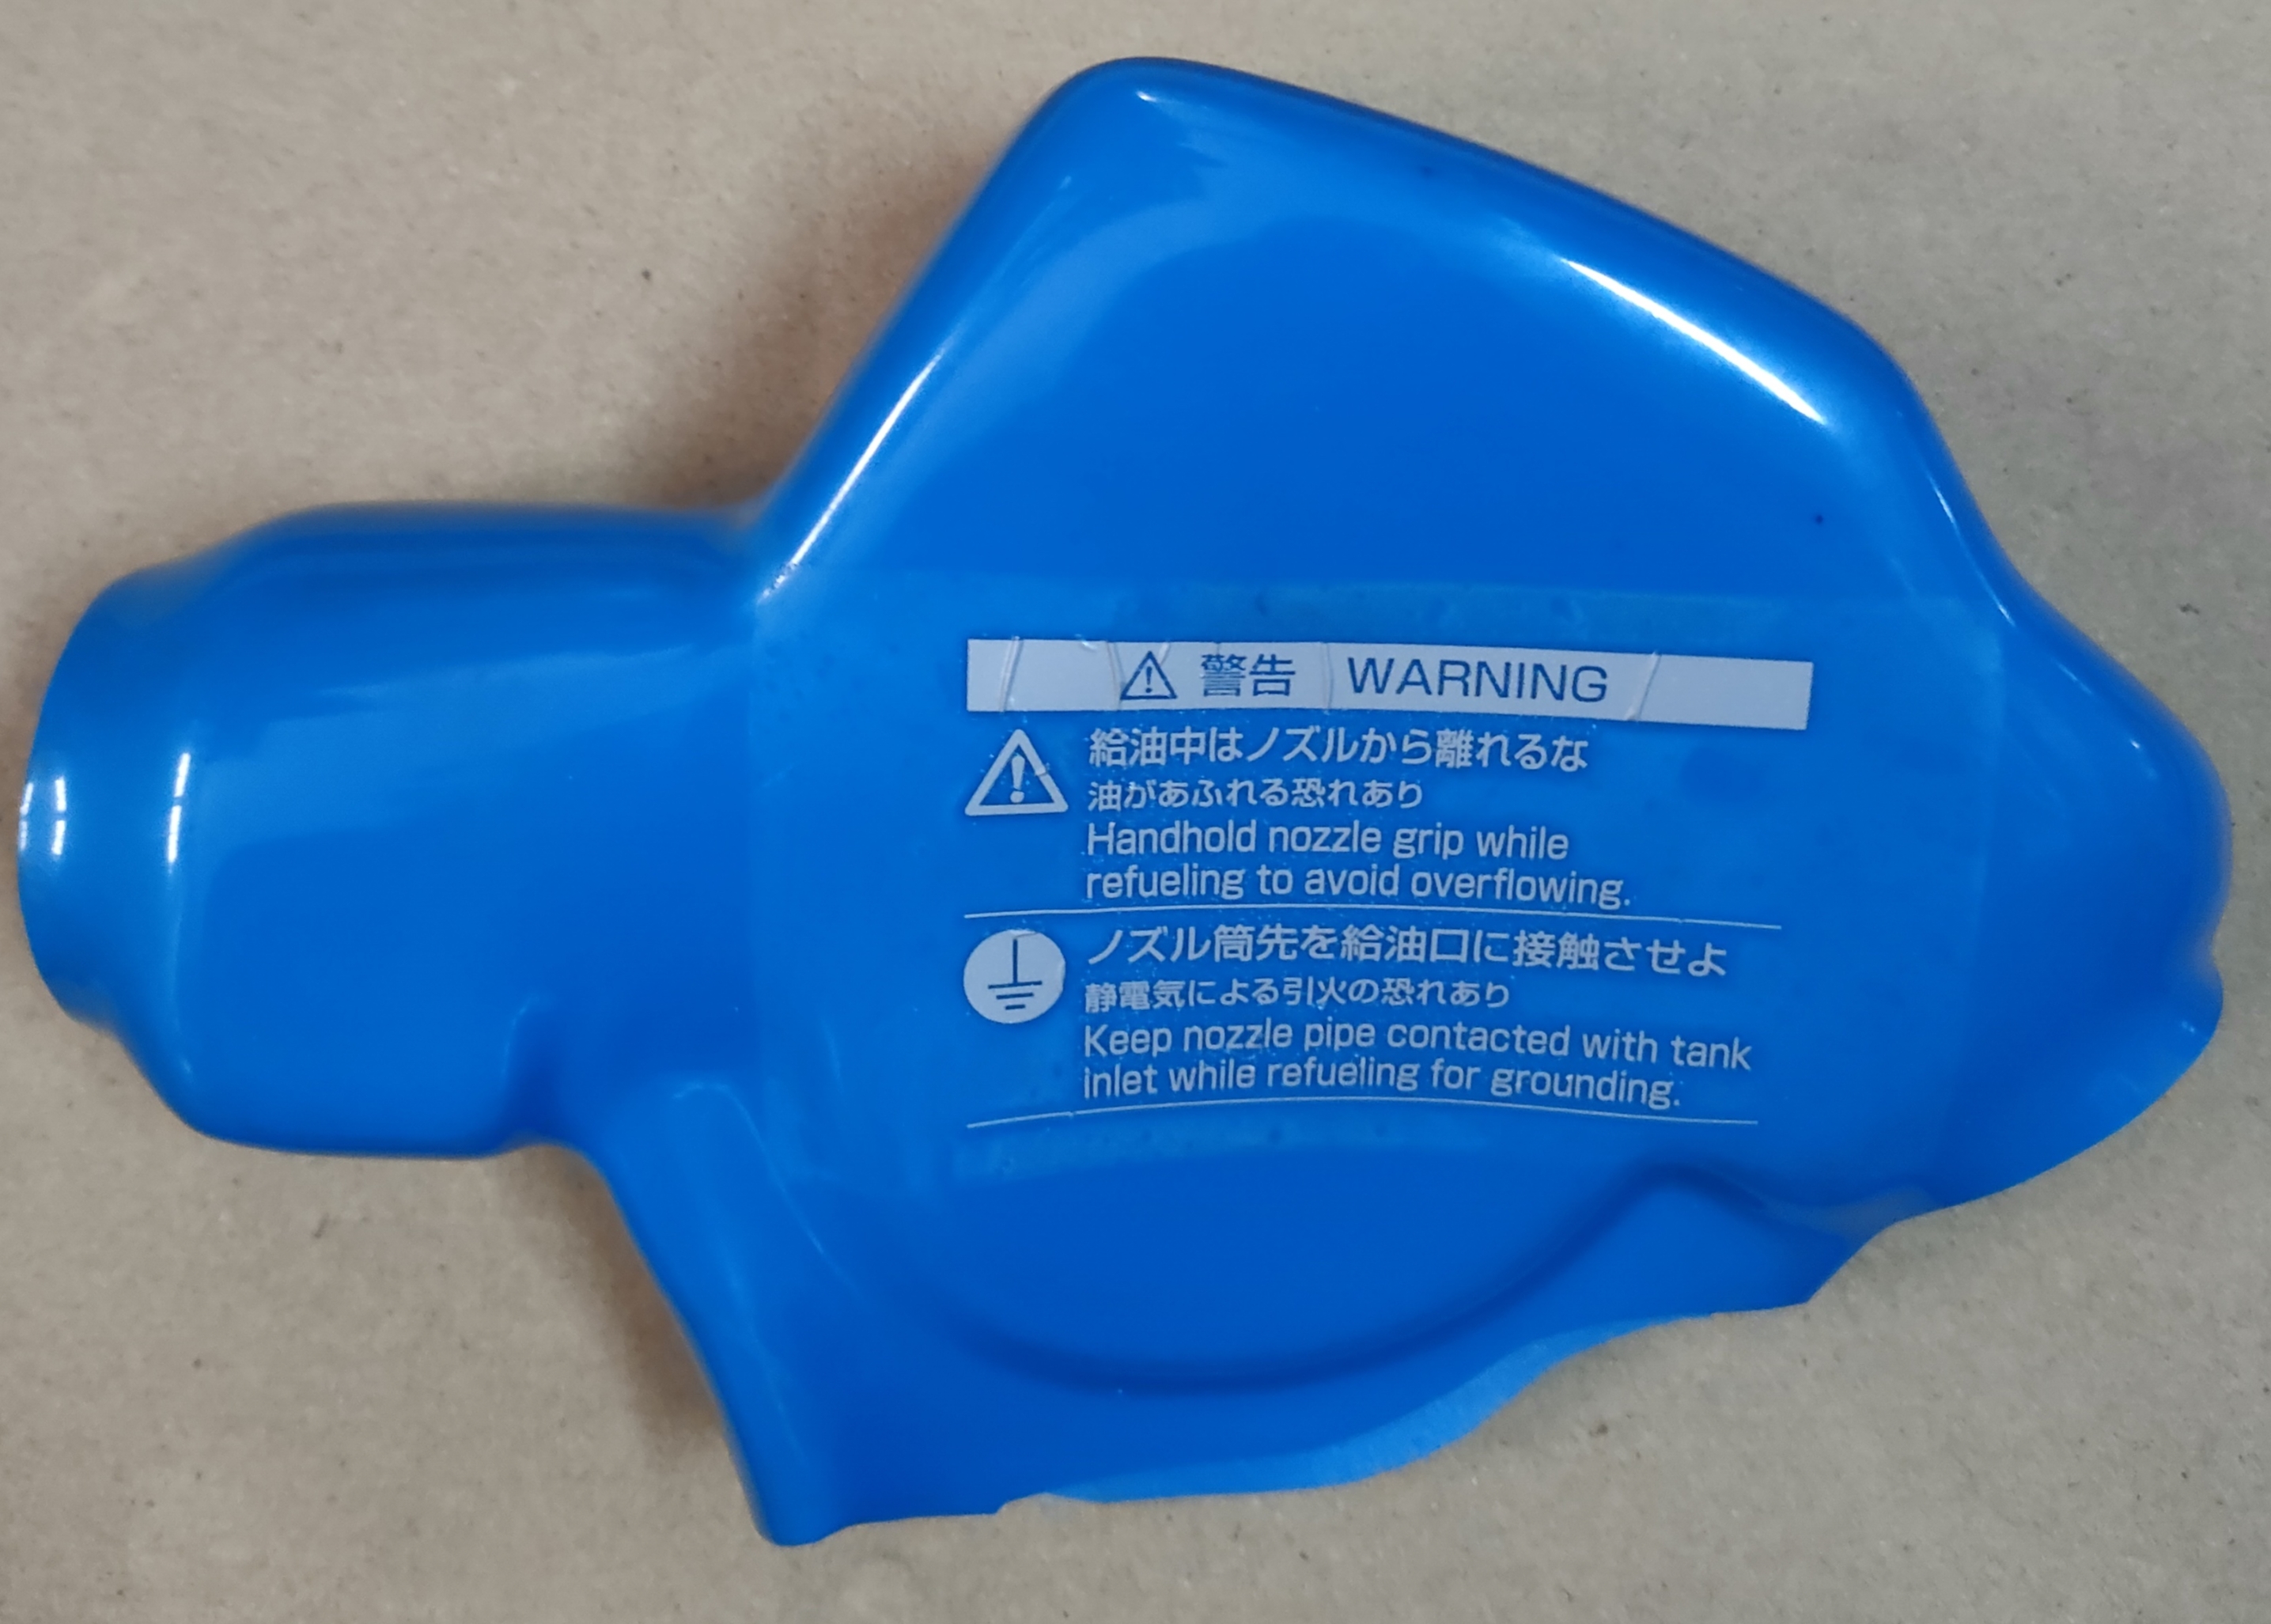 警告 WARNING
給油中はノズルから離れるな
油があふれる恐れあり
Handhold nozzle grip while
refueling to avoid overflowing.
ノズル筒先を給油口に接触させよ
静電気による引火の恐れあり
Keep nozzle pipe contacted with tank
inlet while refueling for grounding.